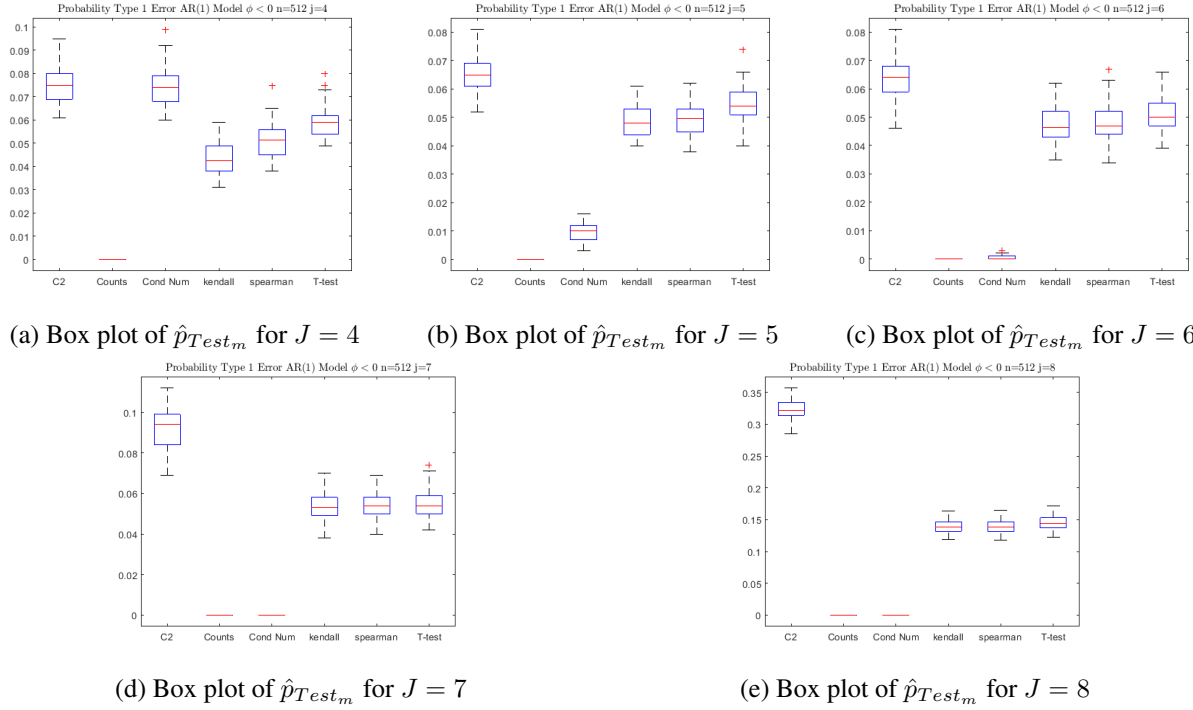 Probability Type 1 Error AR(1) Model ϕ < 0 n=512 j=4
0.1
0.09
0.08
0.07
0.06
0.05
0.04
0.03
0.02
0.01
0
C2 Counts Cond Num kendall spearman T-test
(a) Box plot of p̂_{Test_m} for J = 4
Probability Type 1 Error AR(1) Model ϕ < 0 n=512 j=5
0.08
0.07
0.06
0.05
0.04
0.03
0.02
0.01
0
C2 Counts Cond Num kendall spearman T-test
(b) Box plot of p̂_{Test_m} for J = 5
Probability Type 1 Error AR(1) Model ϕ < 0 n=512 j=6
0.08
0.07
0.06
0.05
0.04
0.03
0.02
0.01
0
C2 Counts Cond Num kendall spearman T-test
(c) Box plot of p̂_{Test_m} for J = 6
Probability Type 1 Error AR(1) Model ϕ < 0 n=512 j=7
0.1
0.08
0.06
0.04
0.02
0
C2 Counts Cond Num kendall spearman T-test
(d) Box plot of p̂_{Test_m} for J = 7
Probability Type 1 Error AR(1) Model ϕ < 0 n=512 j=8
0.35
0.3
0.25
0.2
0.15
0.1
0.05
0
C2 Counts Cond Num kendall spearman T-test
(e) Box plot of p̂_{Test_m} for J = 8